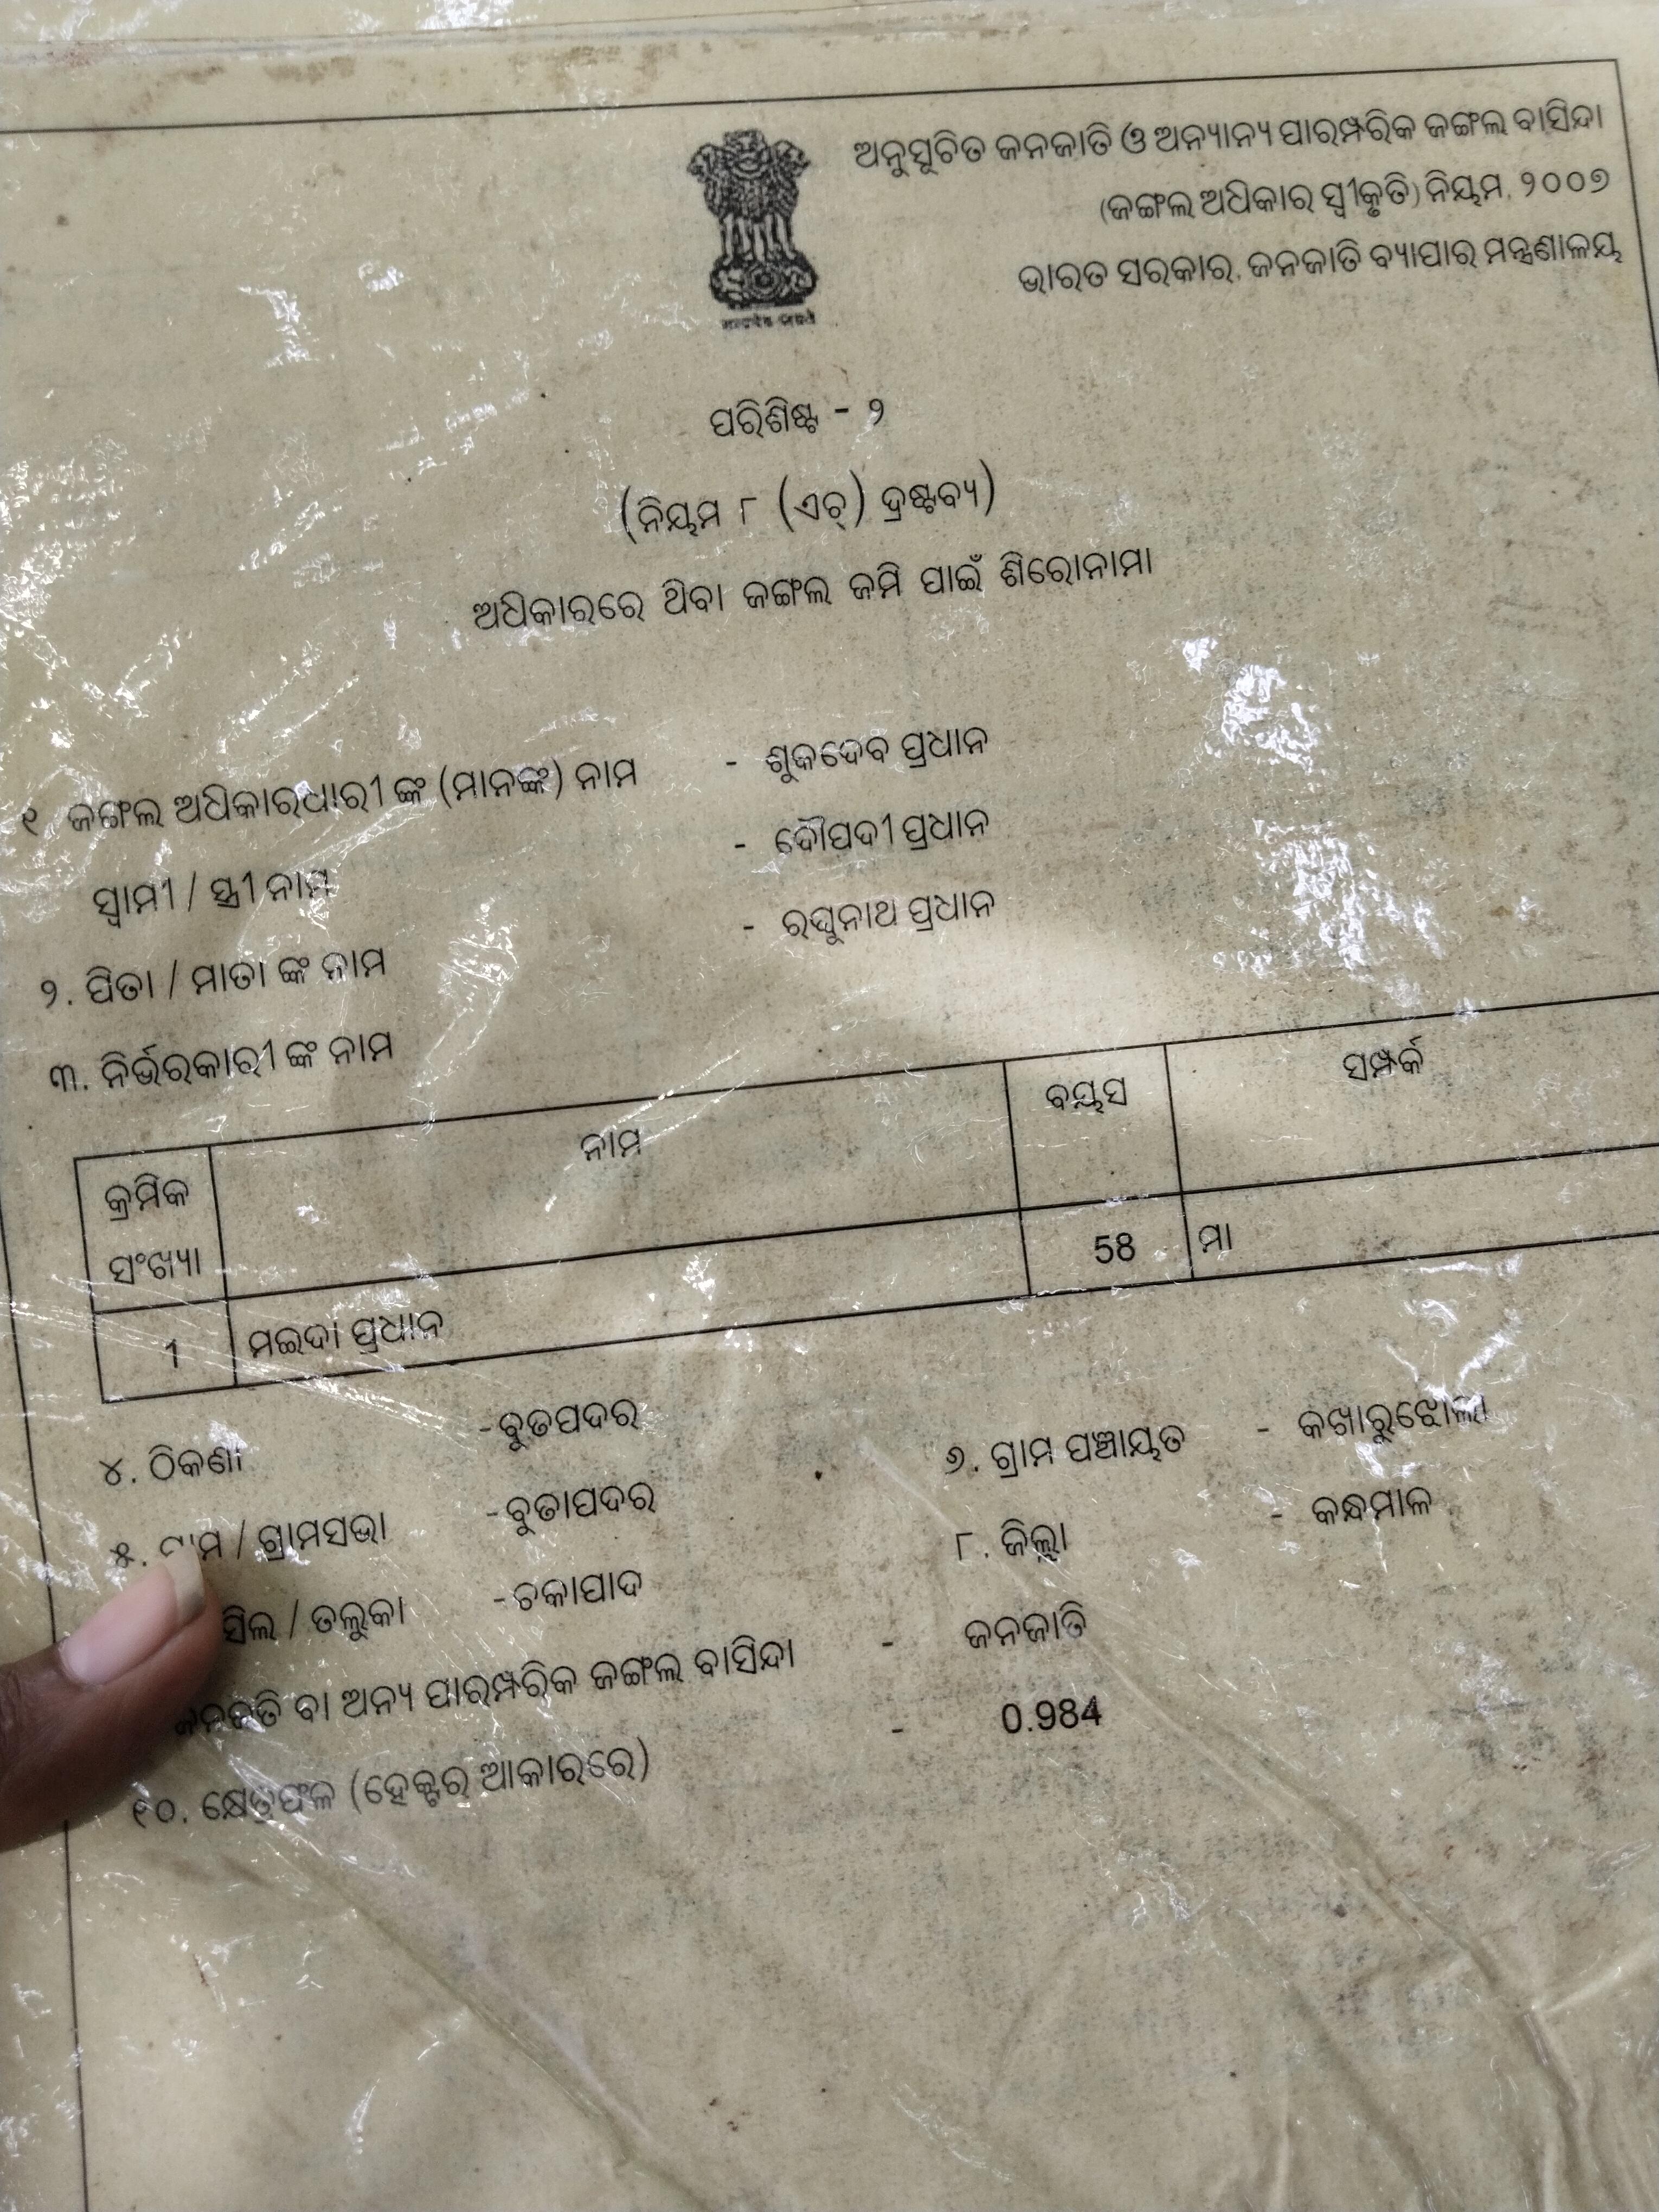 ଅନୁସୂଚିତ ଜନଜାତି ଓ ଅନ୍ୟାନ୍ୟ ପାରମ୍ପରିକ ଜଙ୍ଗଲ ବାସିନ୍ଦା
(ଜଙ୍ଗଲ ଅଧିକାର ସ୍ୱୀକୃତି) ନିୟମ, ୨୦୦୭
ଭାରତ ସରକାର, ଜନଜାତି ବ୍ୟାପାର ମନ୍ତ୍ରଣାଳୟ
ପରିଶିଷ୍ଟ - ୨
(ନିୟମ ୮ (ଏଚ୍) ଦ୍ରଷ୍ଟବ୍ୟ)
ଅଧିକାରରେ ଥିବା ଜଙ୍ଗଲ ଜମି ପାଇଁ ଶିରୋନାମା
୧ ଜଙ୍ଗଲ ଅଧିକାରଧାରୀ ଙ୍କ (ମାନଙ୍କ) ନାମ - ଶୁକଦେବ ପ୍ରଧାନ
ସ୍ୱାମୀ / ସ୍ତ୍ରୀ ନାମ - ଦୌପଦୀ ପ୍ରଧାନ
୨. ପିତା / ମାତା ଙ୍କ ନାମ - ରଘୁନାଥ ପ୍ରଧାନ
୩. ନିର୍ଭରକାରୀ ଙ୍କ ନାମ
କ୍ରମିକ ସଂଖ୍ୟା ନାମ ବୟସ ସମ୍ପର୍କ
1 ମଇଦା ପ୍ରଧାନ 58 ମା
୪. ଠିକଣା - ବୁଡପଦର
୫. ଗ୍ରାମ / ଗ୍ରାମସଭା - ବୁଡାପଦର ୬. ଗ୍ରାମ ପଞ୍ଚାୟତ - କଖାରୁଝୋଲା
ସିଲ / ତଲୁକା - ଚକାପାଦ ୮. ଜିଲ୍ଲା - କନ୍ଧମାଳ
ଜନଜାତି ବା ଅନ୍ୟ ପାରମ୍ପରିକ ଜଙ୍ଗଲ ବାସିନ୍ଦା - ଜନଜାତି
୧୦. କ୍ଷେତ୍ରଫଳ (ହେକ୍ଟର ଆକାରରେ) - 0.984